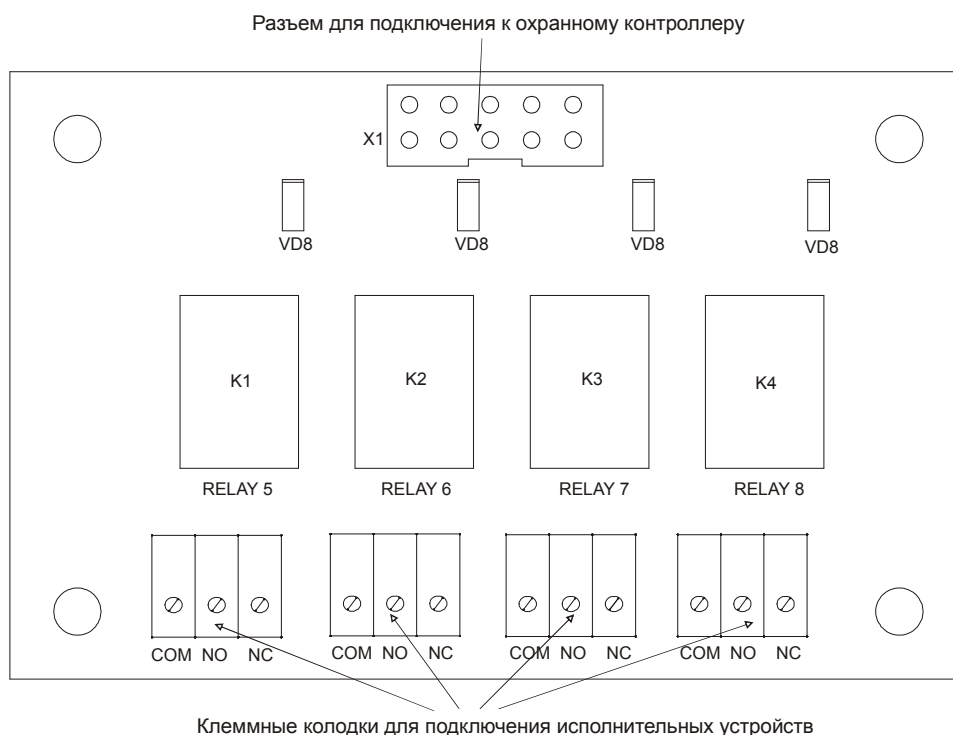 Разъем для подключения к охранному контроллеру
X1
VD8 VD8 VD8 VD8
K1 K2 K3 K4
RELAY 5 RELAY 6 RELAY 7 RELAY 8
COM NO NC COM NO NC COM NO NC COM NO NC
Клеммные колодки для подключения исполнительных устройств